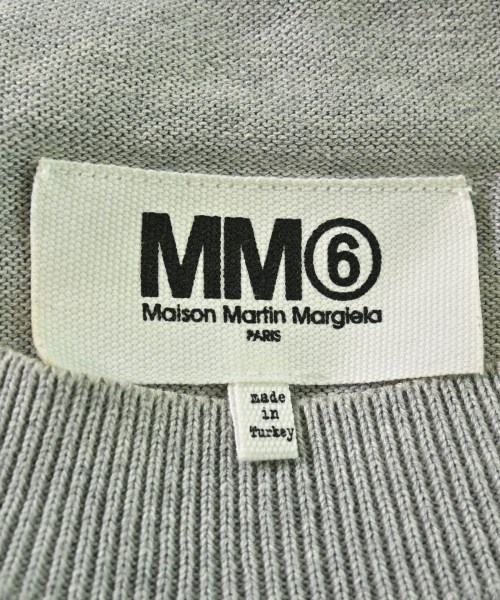 MM⑥
Maison Martin Margiela
PARIS
made
in
Turkey